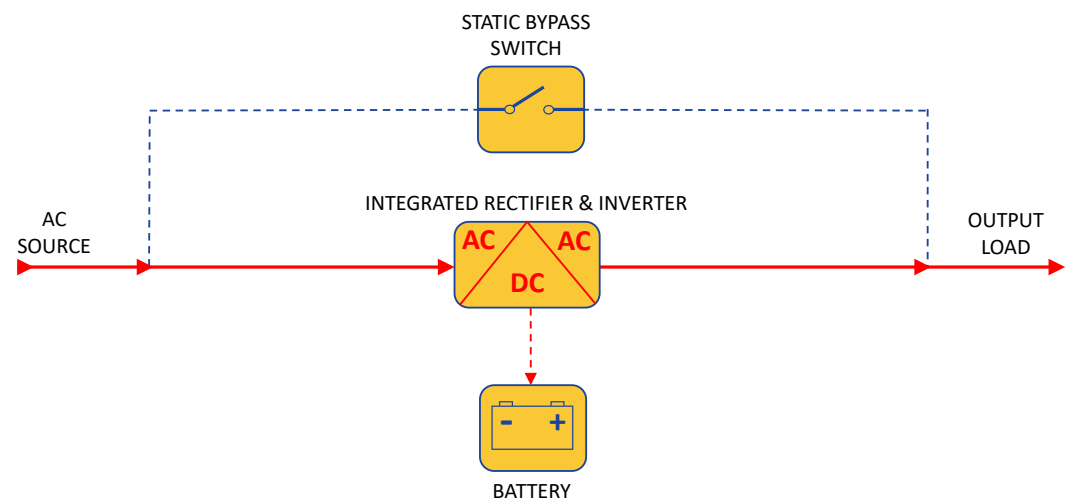 STATIC BYPASS
SWITCH
INTEGRATED RECTIFIER & INVERTER
AC
SOURCE
AC
AC
DC
OUTPUT
LOAD
- +
BATTERY